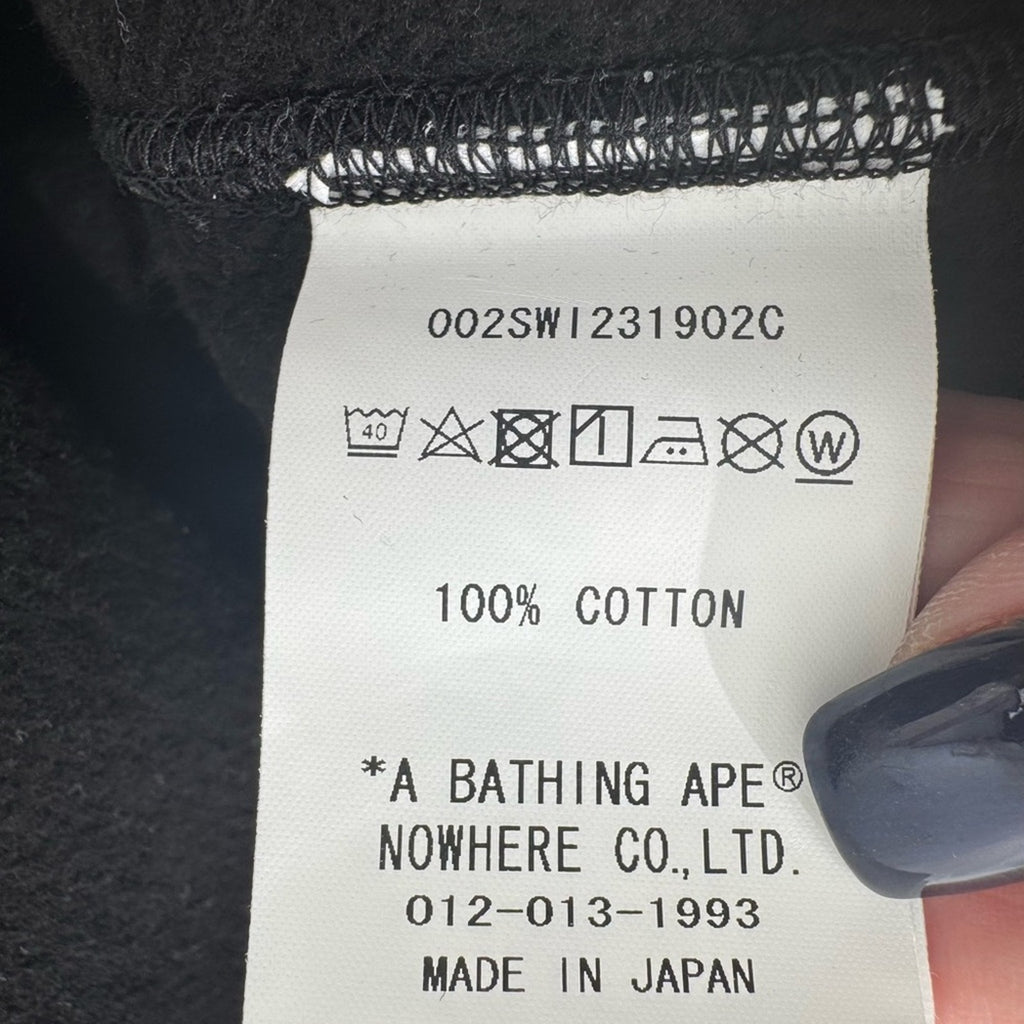 002SWI231902C
40 W
100% COTTON
*A BATHING APE®
NOWHERE CO.,LTD.
012-013-1993
MADE IN JAPAN